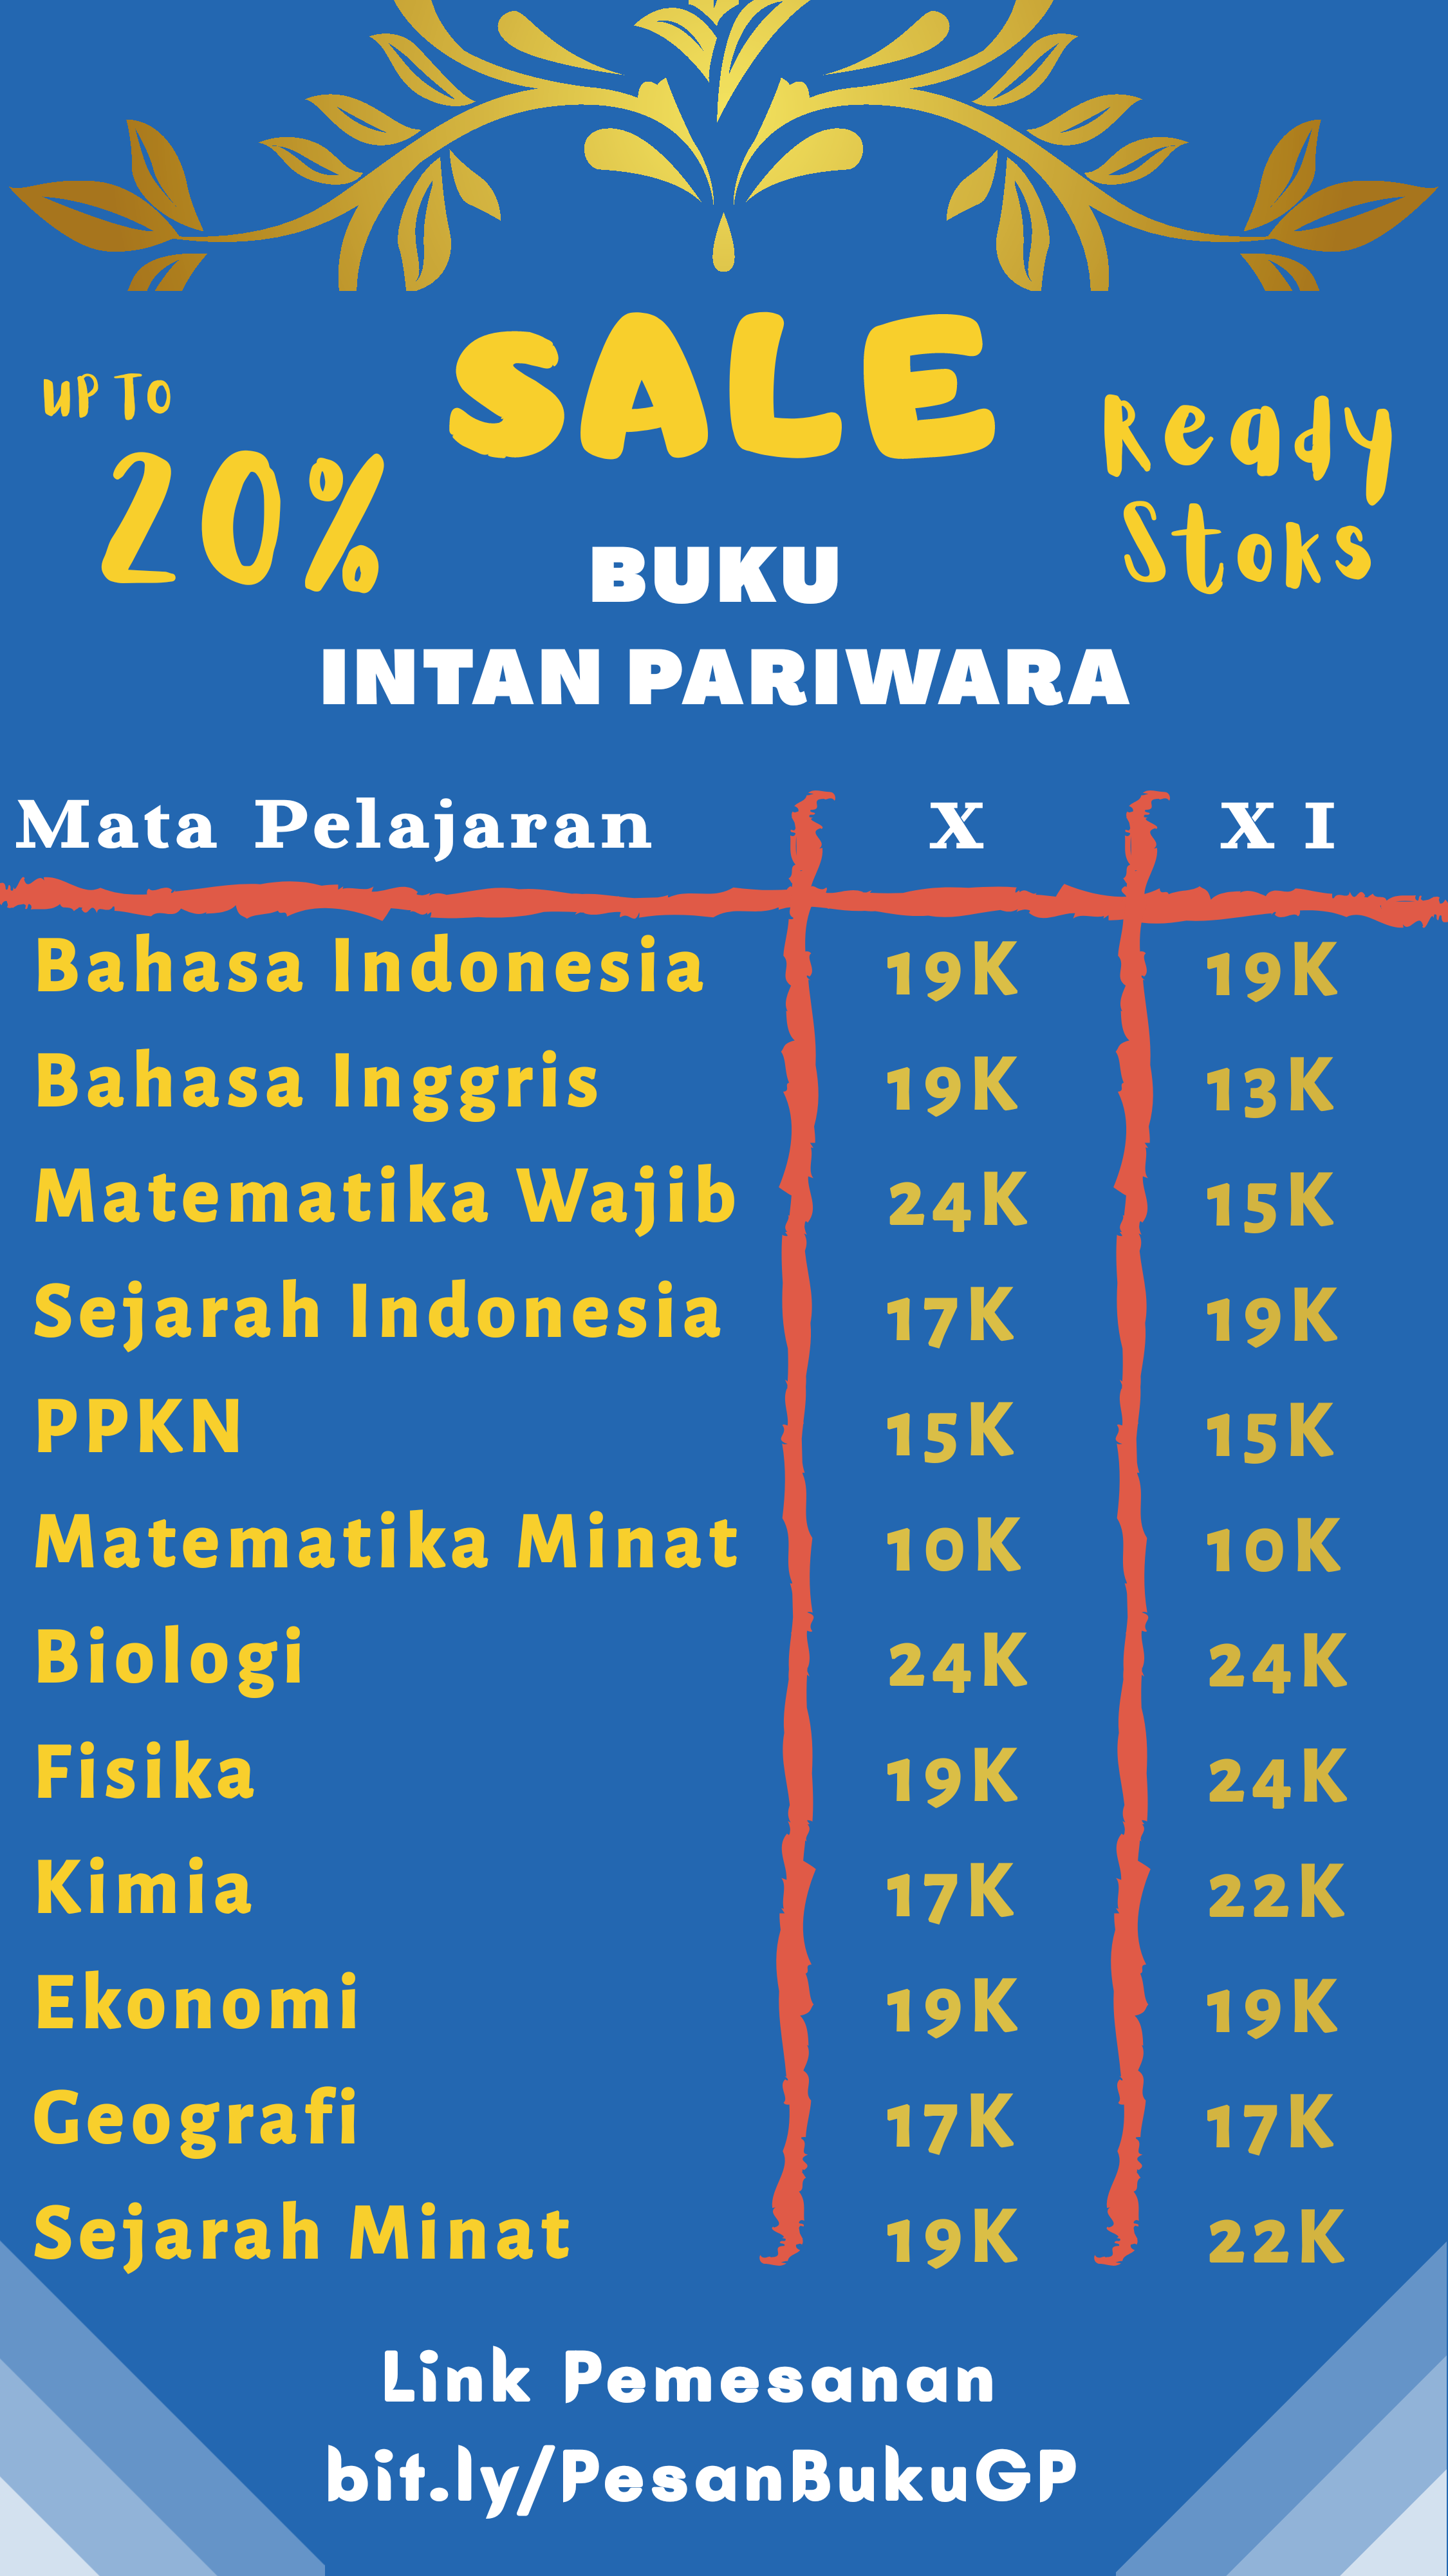 SALE
UP TO
20%
Ready
Stoks
BUKU
INTAN PARIWARA
Mata Pelajaran X XI
Bahasa Indonesia 19K 19K
Bahasa Inggris 19K 13K
Matematika Wajib 24K 15K
Sejarah Indonesia 17K 19K
PPKN 15K 15K
Matematika Minat 10K 10K
Biologi 24K 24K
Fisika 19K 24K
Kimia 17K 22K
Ekonomi 19K 19K
Geografi 17K 17K
Sejarah Minat 19K 22K
Link Pemesanan
bit.ly/PesanBukuGP